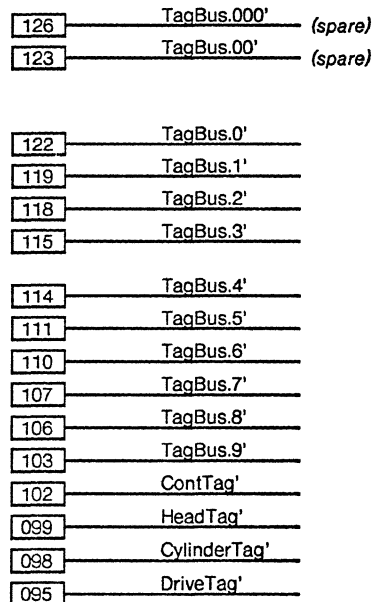 126 TagBus.000' (spare)
123 TagBus.00' (spare)
122 TagBus.0'
119 TagBus.1'
118 TagBus.2'
115 TagBus.3'
114 TagBus.4'
111 TagBus.5'
110 TagBus.6'
107 TagBus.7'
106 TagBus.8'
103 TagBus.9'
102 ContTag'
099 HeadTag'
098 CylinderTag'
095 DriveTag'